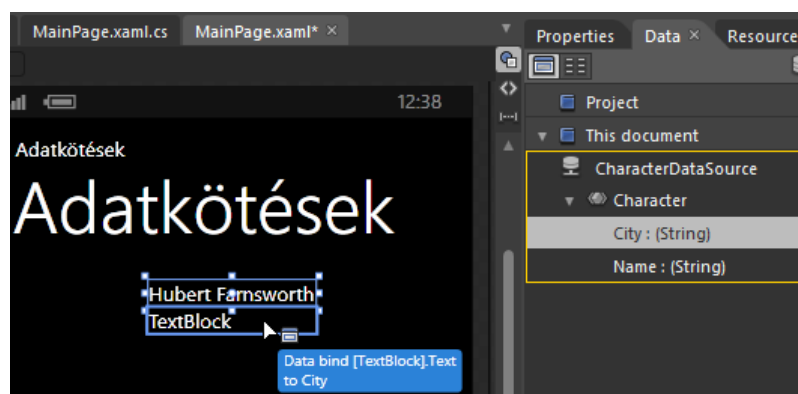 MainPage.xaml.cs
MainPage.xaml* ×
12:38
Adatkötések
Adatkötések
Hubert Farnsworth
TextBlock
Data bind [TextBlock].Text
to City
Properties
Data ×
Resource
Project
This document
CharacterDataSource
Character
City : (String)
Name : (String)